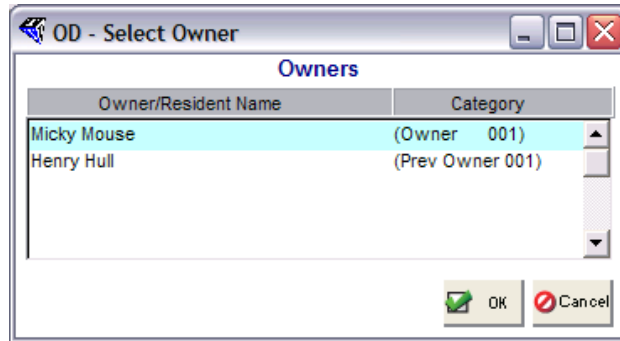 OD - Select Owner
Owners
Owner/Resident Name Category
Micky Mouse (Owner 001)
Henry Hull (Prev Owner 001)
OK Cancel